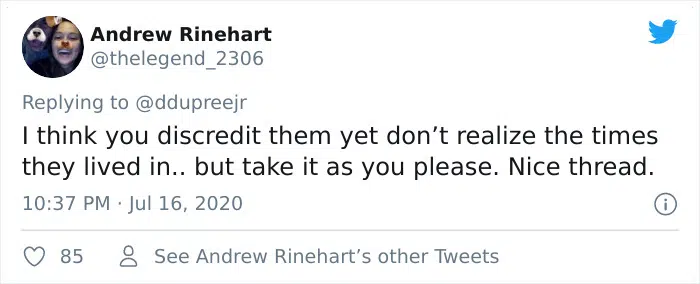 Andrew Rinehart
@thelegend_2306
Replying to @ddupreejr
I think you discredit them yet don’t realize the times
they lived in.. but take it as you please. Nice thread.
10:37 PM · Jul 16, 2020
85 See Andrew Rinehart’s other Tweets